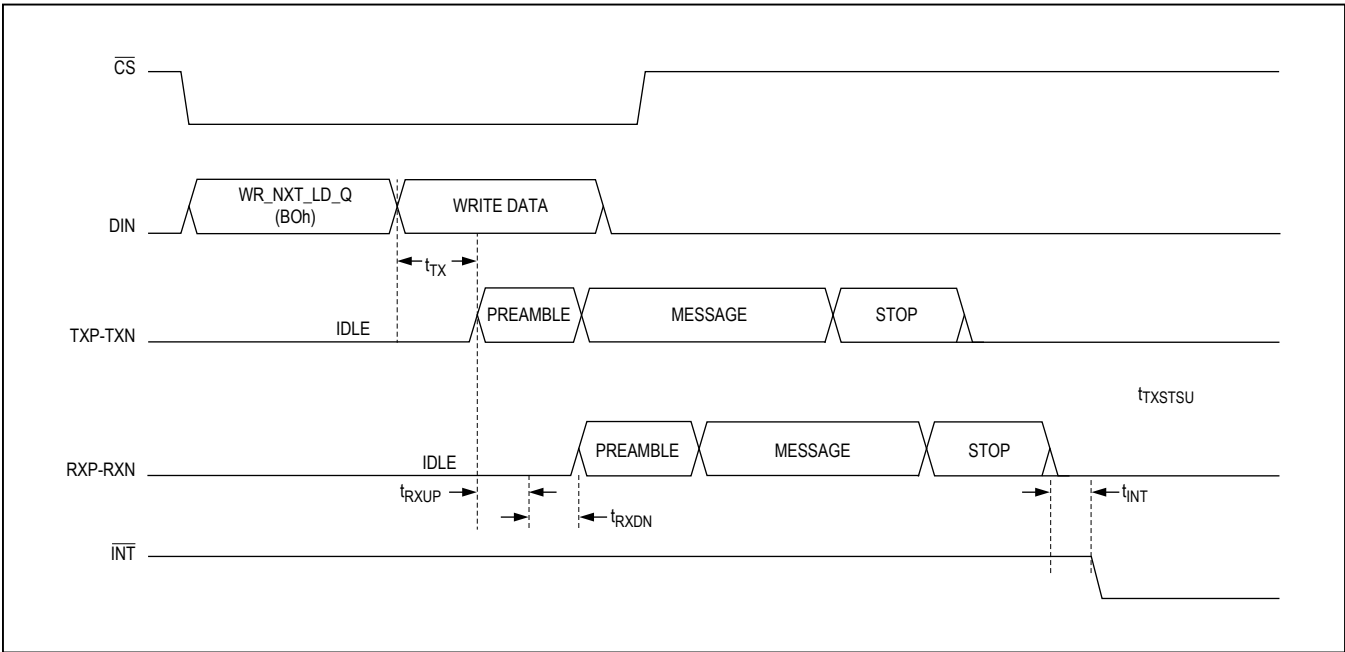 CS
WR_NXT_LD_Q
(BOh)
WRITE DATA
DIN
tTX
PREAMBLE
MESSAGE
STOP
IDLE
TXP-TXN
tTXSTSU
PREAMBLE
MESSAGE
STOP
IDLE
RXP-RXN
tRXUP
tINT
tRXDN
INT